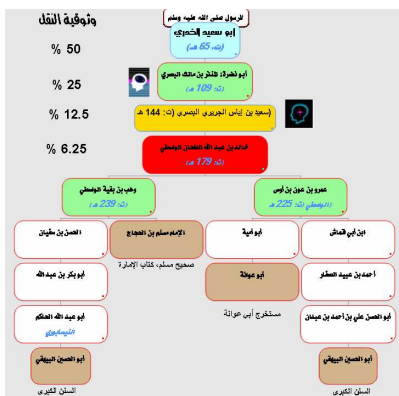 وثوقية النقل
الرسول صلى الله عليه وسلم
أبو سعيد الخدري
(ت، 65 هـ)
% 50
أبو نضرة: المنذر بن مالك البصري
(ت: 109 هـ)
% 25
(سعيد بن إياس الجريري البصري (ت: 144 هـ
% 12.5
خالد بن عبد الله الطحان الواسطي
(ت: 179 هـ)
% 6.25
وهب بن بقية الواسطي
(ت: 239 هـ)
عمرو بن عون بن أوس
الواسطي (ت: 225 هـ
الحسن بن سفيان
الإمام مسلم بن الحجاج
أبو أمية
ابن أبي قماش
صحيح مسلم، كتاب الإمارة
أبو بكر بن عبد الله
أبو عوانة
أحمد بن عبيد الصفار
أبو عبد الله الحاكم
النيسابوري
مستخرج أبي عوانة
أبو الحسن علي بن أحمد بن عبدان
أبو الحسين البيهقي
أبو الحسين البيهقي
السنن الكبرى
السنن الكبرى